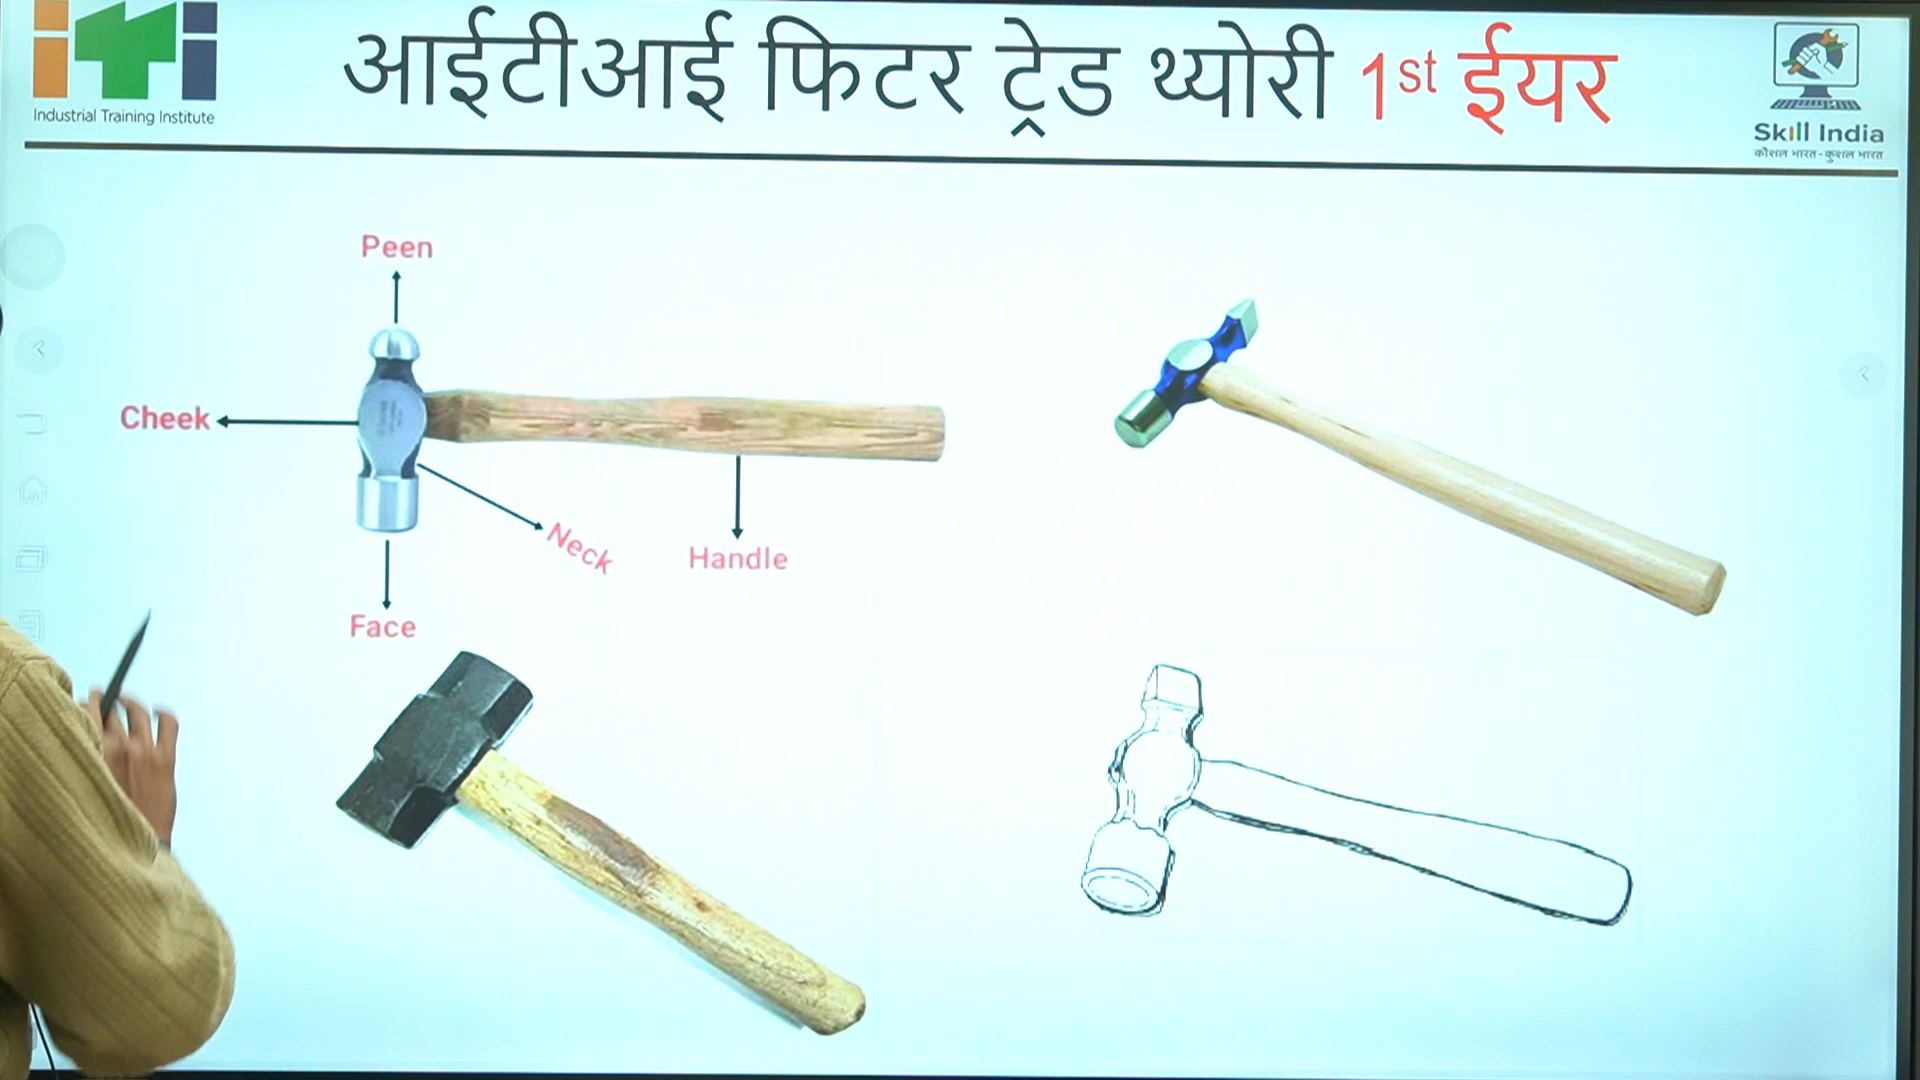 Industrial Training Institute
आईटीआई फिटर ट्रेड थ्योरी 1st ईयर
Skill India
कौशल भारत - कुशल भारत
Peen
Cheek
Neck
Handle
Face